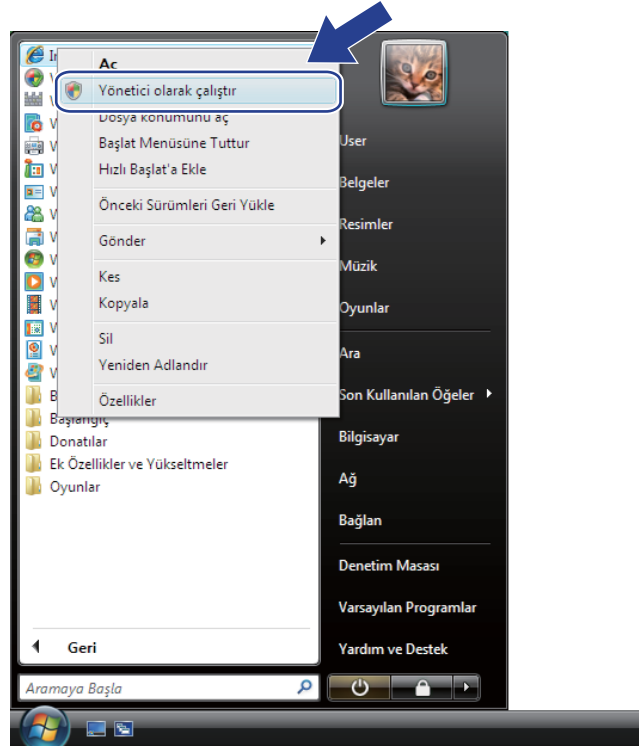 Aç
Yönetici olarak çalıştır
Dosya konumunu aç
Başlat Menüsüne Tuttur
Hızlı Başlat'a Ekle
Önceki Sürümleri Geri Yükle
Gönder
Kes
Kopyala
Sil
Yeniden Adlandır
Özellikler
Başlangıç
Donatılar
Ek Özellikler ve Yükseltmeler
Oyunlar
Geri
Aramaya Başla
User
Belgeler
Resimler
Müzik
Oyunlar
Ara
Son Kullanılan Öğeler
Bilgisayar
Ağ
Bağlan
Denetim Masası
Varsayılan Programlar
Yardım ve Destek